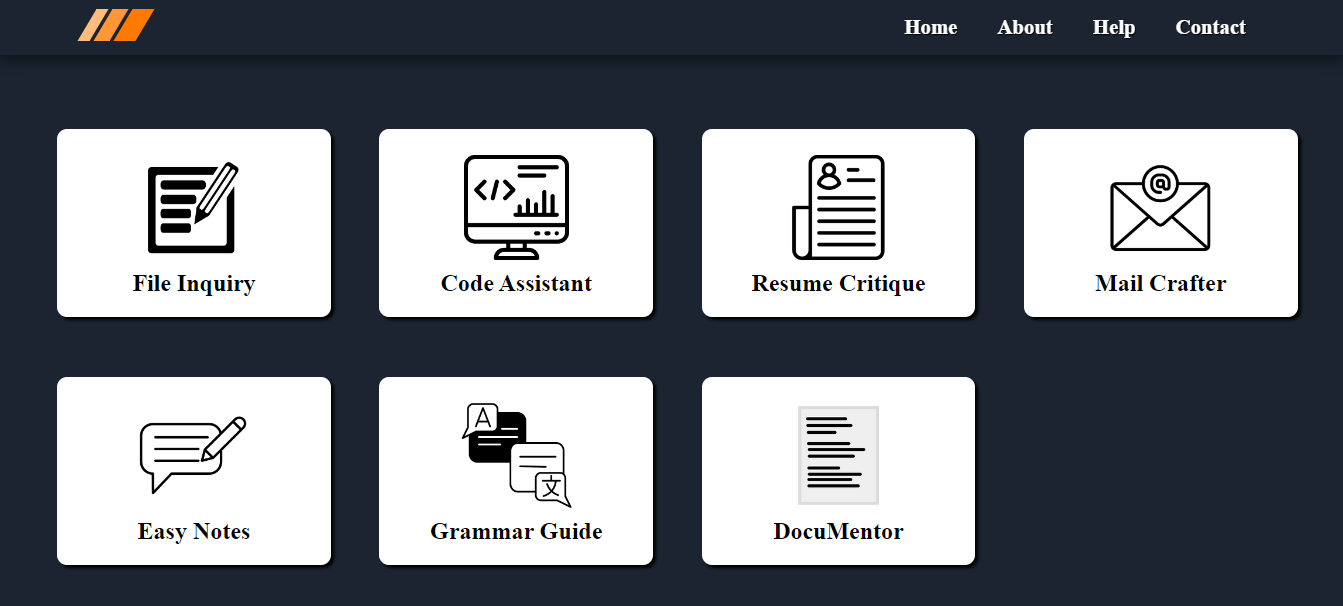 Home About Help Contact
</>
File Inquiry
Code Assistant
Resume Critique
@
Mail Crafter
Easy Notes
A
文
Grammar Guide
DocuMentor